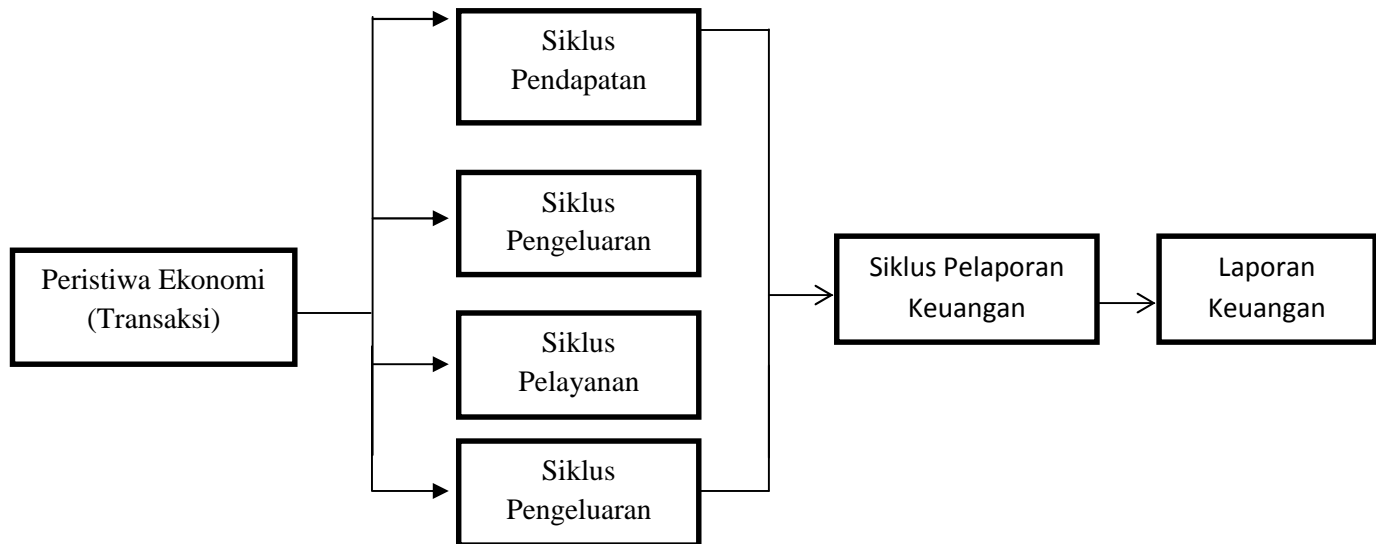 Siklus
Pendapatan
Siklus
Pengeluaran
Peristiwa Ekonomi
(Transaksi)
Siklus Pelaporan
Keuangan
Laporan
Keuangan
Siklus
Pelayanan
Siklus
Pengeluaran